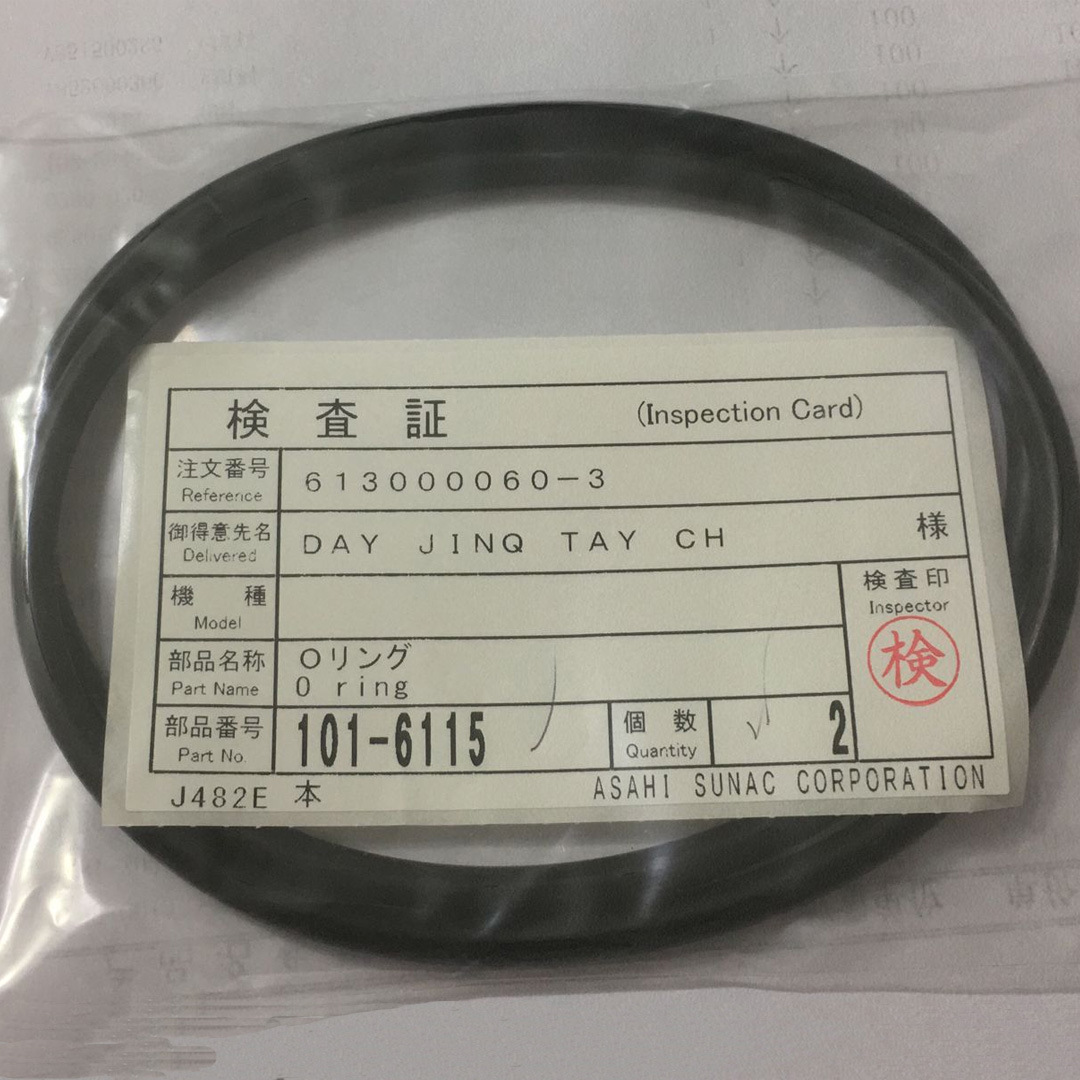 検査証 (Inspection Card)
注文番号 613000060-3
Reference
御得意先名 DAY JINQ TAY CH 様
Delivered
機種
Model
検査印
Inspector
検
部品名称 Oリング
Part Name O ring
部品番号 101-6115
Part No.
個数 2
Quantity
J482E 本 ASAHI SUNAC CORPORATION